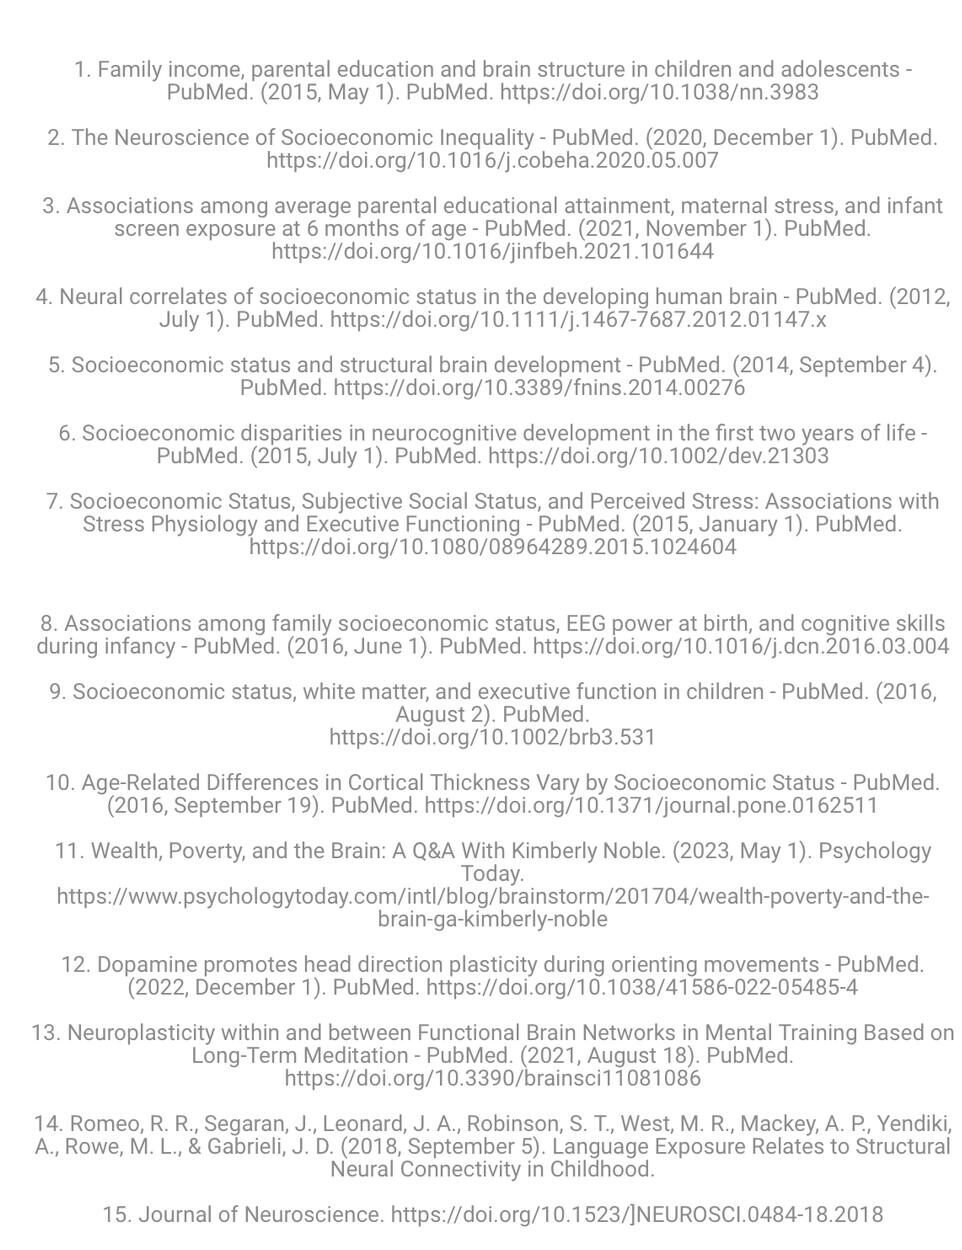 1. Family income, parental education and brain structure in children and adolescents -
PubMed. (2015, May 1). PubMed. https://doi.org/10.1038/nn.3983
2. The Neuroscience of Socioeconomic Inequality - PubMed. (2020, December 1). PubMed.
https://doi.org/10.1016/j.cobeha.2020.05.007
3. Associations among average parental educational attainment, maternal stress, and infant
screen exposure at 6 months of age - PubMed. (2021, November 1). PubMed.
https://doi.org/10.1016/jinfbeh.2021.101644
4. Neural correlates of socioeconomic status in the developing human brain - PubMed. (2012,
July 1). PubMed. https://doi.org/10.1111/j.1467-7687.2012.01147.x
5. Socioeconomic status and structural brain development - PubMed. (2014, September 4).
PubMed. https://doi.org/10.3389/fnins.2014.00276
6. Socioeconomic disparities in neurocognitive development in the first two years of life -
PubMed. (2015, July 1). PubMed. https://doi.org/10.1002/dev.21303
7. Socioeconomic Status, Subjective Social Status, and Perceived Stress: Associations with
Stress Physiology and Executive Functioning - PubMed. (2015, January 1). PubMed.
https://doi.org/10.1080/08964289.2015.1024604
8. Associations among family socioeconomic status, EEG power at birth, and cognitive skills
during infancy - PubMed. (2016, June 1). PubMed. https://doi.org/10.1016/j.dcn.2016.03.004
9. Socioeconomic status, white matter, and executive function in children - PubMed. (2016,
August 2). PubMed.
https://doi.org/10.1002/brb3.531
10. Age-Related Differences in Cortical Thickness Vary by Socioeconomic Status - PubMed.
(2016, September 19). PubMed. https://doi.org/10.1371/journal.pone.0162511
11. Wealth, Poverty, and the Brain: A Q&A With Kimberly Noble. (2023, May 1). Psychology
Today.
https://www.psychologytoday.com/intl/blog/brainstorm/201704/wealth-poverty-and-the-
brain-ga-kimberly-noble
12. Dopamine promotes head direction plasticity during orienting movements - PubMed.
(2022, December 1). PubMed. https://doi.org/10.1038/41586-022-05485-4
13. Neuroplasticity within and between Functional Brain Networks in Mental Training Based on
Long-Term Meditation - PubMed. (2021, August 18). PubMed.
https://doi.org/10.3390/brainsci11081086
14. Romeo, R. R., Segaran, J., Leonard, J. A., Robinson, S. T., West, M. R., Mackey, A. P., Yendiki,
A., Rowe, M. L., & Gabrieli, J. D. (2018, September 5). Language Exposure Relates to Structural
Neural Connectivity in Childhood.
15. Journal of Neuroscience. https://doi.org/10.1523/]NEUROSCI.0484-18.2018